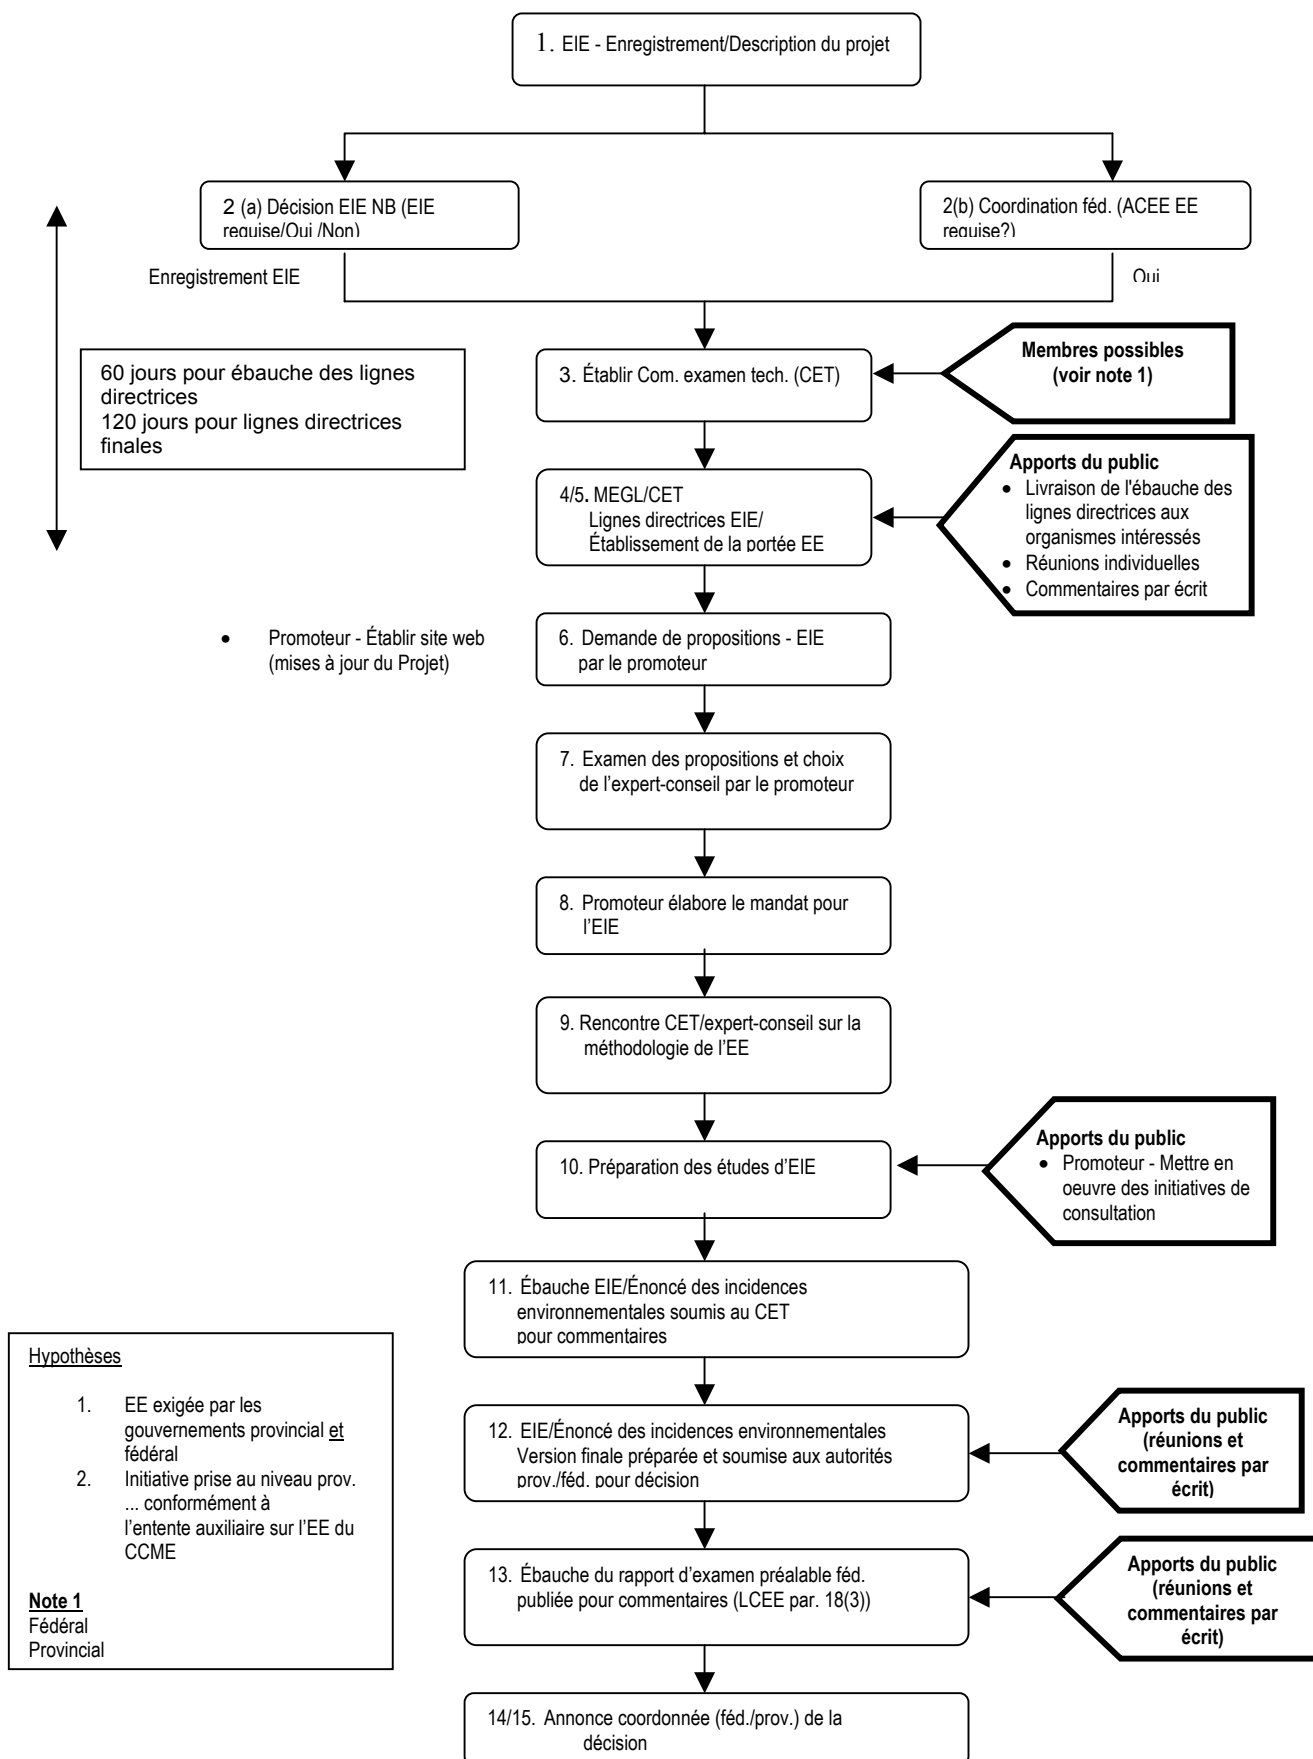 1. EIE - Enregistrement/Description du projet
2 (a) Décision EIE NB (EIE
requise/Oui /Non)
2(b) Coordination féd. (ACEE EE
requise?)
Enregistrement EIE
Oui
60 jours pour ébauche des lignes
directrices
120 jours pour lignes directrices
finales
3. Établir Com. examen tech. (CET)
Membres possibles
(voir note 1)
4/5. MEGL/CET
Lignes directrices EIE/
Établissement de la portée EE
Apports du public
• Livraison de l'ébauche des
lignes directrices aux
organismes intéressés
• Réunions individuelles
• Commentaires par écrit
• Promoteur - Établir site web
(mises à jour du Projet)
6. Demande de propositions - EIE
par le promoteur
7. Examen des propositions et choix
de l’expert-conseil par le promoteur
8. Promoteur élabore le mandat pour
l’EIE
9. Rencontre CET/expert-conseil sur la
méthodologie de l’EE
10. Préparation des études d’EIE
Apports du public
• Promoteur - Mettre en
oeuvre des initiatives de
consultation
11. Ébauche EIE/Énoncé des incidences
environnementales soumis au CET
pour commentaires
12. EIE/Énoncé des incidences environnementales
Version finale préparée et soumise aux autorités
prov./féd. pour décision
Apports du public
(réunions et
commentaires par
écrit)
13. Ébauche du rapport d’examen préalable féd.
publiée pour commentaires (LCEE par. 18(3))
Apports du public
(réunions et
commentaires par
écrit)
14/15. Annonce coordonnée (féd./prov.) de la
décision
Hypothèses
1. EE exigée par les
gouvernements provincial et
fédéral
2. Initiative prise au niveau prov.
... conformément à
l’entente auxiliaire sur l’EE du
CCME
Note 1
Fédéral
Provincial